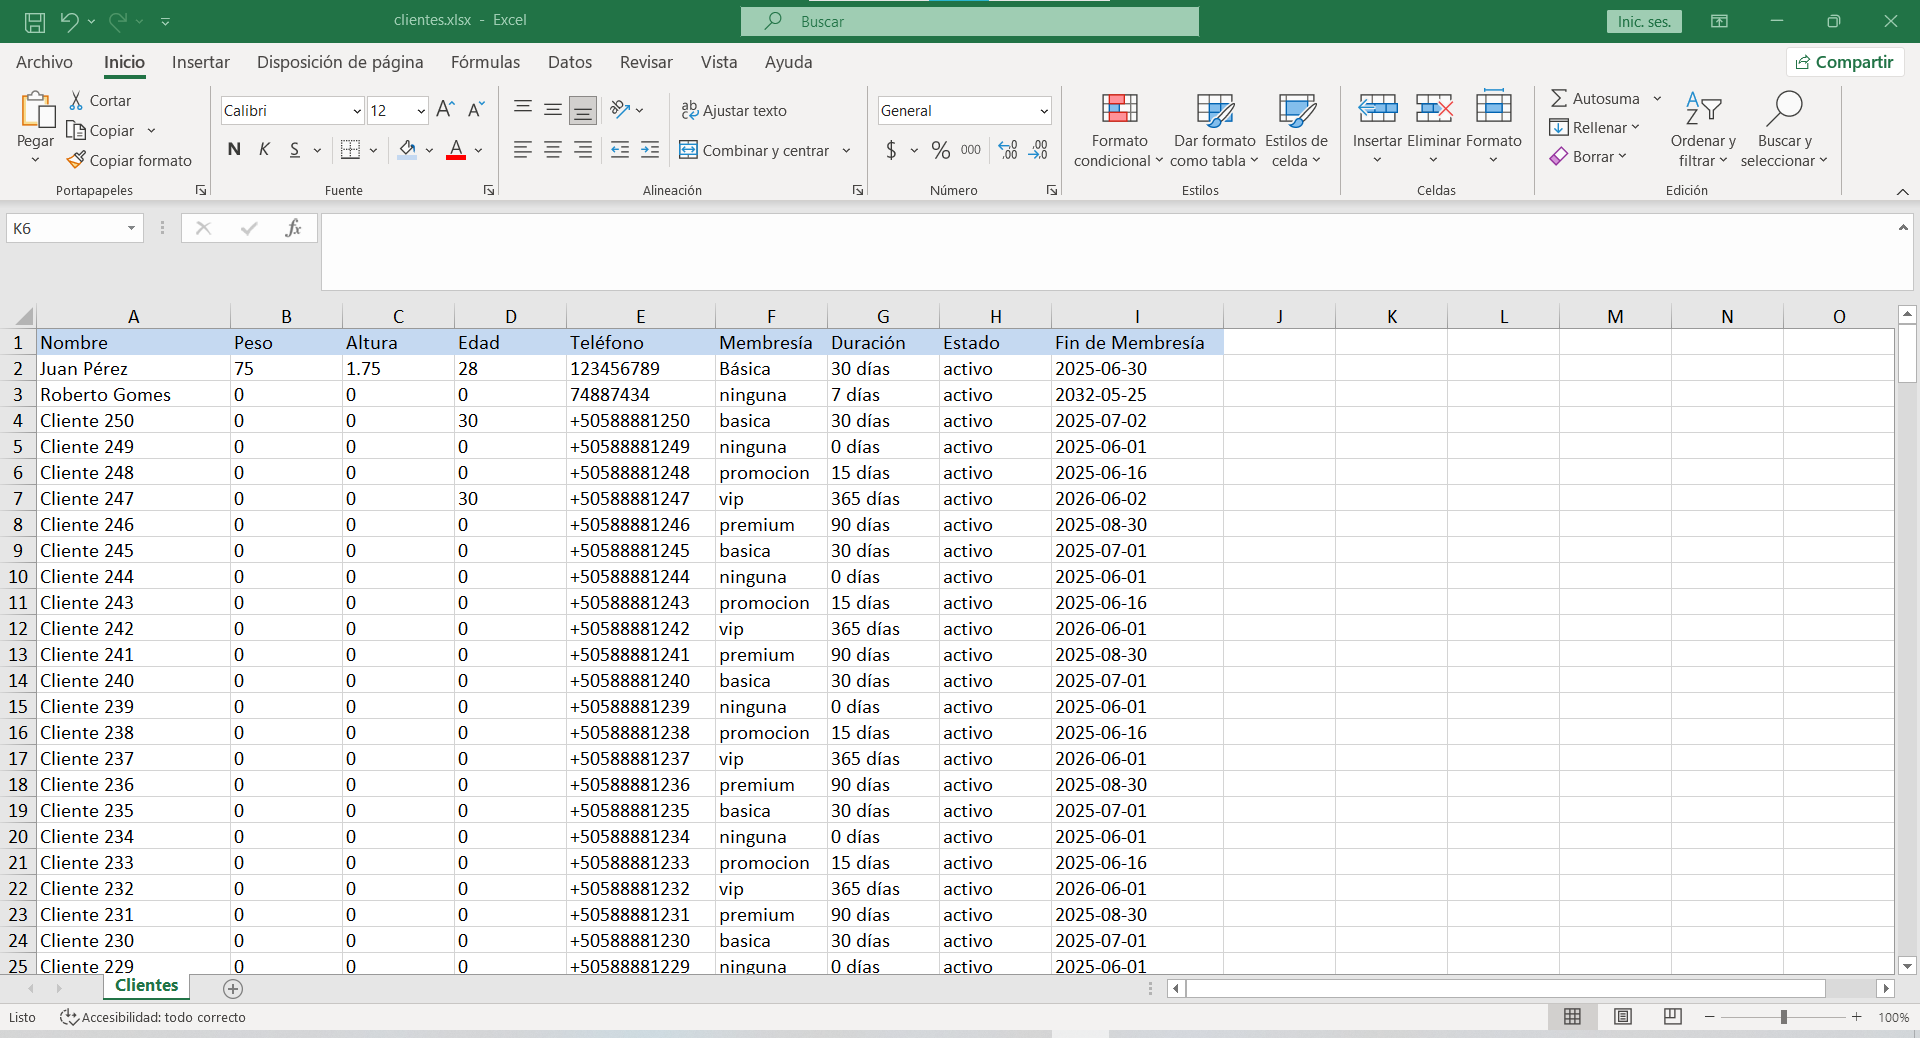 clientes.xlsx - Excel
Buscar
Inic. ses.
Archivo Inicio Insertar Disposición de página Fórmulas Datos Revisar Vista Ayuda
Compartir
Pegar
Cortar
Copiar
Copiar formato
Portapapeles
Calibri 12
N K S A
Fuente
Ajustar texto
Combinar y centrar
Alineación
General
$ % 000
Número
Formato condicional
Dar formato como tabla
Estilos de celda
Estilos
Insertar Eliminar Formato
Celdas
Autosuma
Rellenar
Borrar
Ordenar y filtrar
Buscar y seleccionar
Edición
K6
fx
A B C D E F G H I J K L M N O
1 Nombre Peso Altura Edad Teléfono Membresía Duración Estado Fin de Membresía
2 Juan Pérez 75 1.75 28 123456789 Básica 30 días activo 2025-06-30
3 Roberto Gomes 0 0 0 74887434 ninguna 7 días activo 2032-05-25
4 Cliente 250 0 0 30 +50588881250 basica 30 días activo 2025-07-02
5 Cliente 249 0 0 0 +50588881249 ninguna 0 días activo 2025-06-01
6 Cliente 248 0 0 0 +50588881248 promocion 15 días activo 2025-06-16
7 Cliente 247 0 0 30 +50588881247 vip 365 días activo 2026-06-02
8 Cliente 246 0 0 0 +50588881246 premium 90 días activo 2025-08-30
9 Cliente 245 0 0 0 +50588881245 basica 30 días activo 2025-07-01
10 Cliente 244 0 0 0 +50588881244 ninguna 0 días activo 2025-06-01
11 Cliente 243 0 0 0 +50588881243 promocion 15 días activo 2025-06-16
12 Cliente 242 0 0 0 +50588881242 vip 365 días activo 2026-06-01
13 Cliente 241 0 0 0 +50588881241 premium 90 días activo 2025-08-30
14 Cliente 240 0 0 0 +50588881240 basica 30 días activo 2025-07-01
15 Cliente 239 0 0 0 +50588881239 ninguna 0 días activo 2025-06-01
16 Cliente 238 0 0 0 +50588881238 promocion 15 días activo 2025-06-16
17 Cliente 237 0 0 0 +50588881237 vip 365 días activo 2026-06-01
18 Cliente 236 0 0 0 +50588881236 premium 90 días activo 2025-08-30
19 Cliente 235 0 0 0 +50588881235 basica 30 días activo 2025-07-01
20 Cliente 234 0 0 0 +50588881234 ninguna 0 días activo 2025-06-01
21 Cliente 233 0 0 0 +50588881233 promocion 15 días activo 2025-06-16
22 Cliente 232 0 0 0 +50588881232 vip 365 días activo 2026-06-01
23 Cliente 231 0 0 0 +50588881231 premium 90 días activo 2025-08-30
24 Cliente 230 0 0 0 +50588881230 basica 30 días activo 2025-07-01
25 Cliente 229 0 0 0 +50588881229 ninguna 0 días activo 2025-06-01
Clientes
Listo Accesibilidad: todo correcto 100%